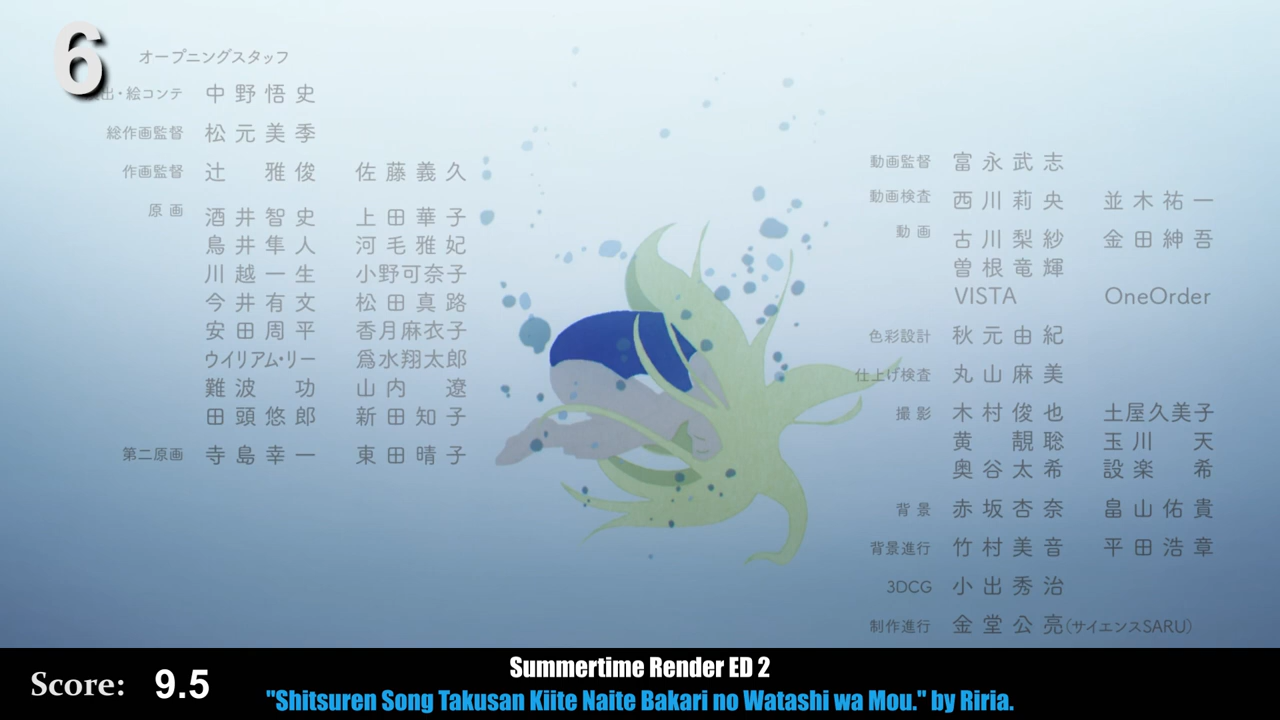 6
オープニングスタッフ
出・絵コンテ 中野悟史
総作画監督 松元美季
作画監督 辻 雅俊 佐藤義久
原画 酒井智史 上田華子
鳥井隼人 河毛雅妃
川越一生 小野可奈子
今井有文 松田真路
安田周平 香月麻衣子
ウイリアム・リー 爲水翔太郎
難波 功 山内 遼
田頭悠郎 新田知子
第二原画 寺島幸一 東田晴子
動画監督 富永武志
動画検査 西川莉央 並木祐一
動画 古川梨紗 金田紳吾
曽根竜輝
VISTA OneOrder
色彩設計 秋元由紀
仕上げ検査 丸山麻美
撮影 木村俊也 土屋久美子
黄 靚聡 玉川 天
奥谷太希 設楽 希
背景 赤坂杏奈 畠山佑貴
背景進行 竹村美音 平田浩章
3DCG 小出秀治
制作進行 金堂公亮(サイエンスSARU)
Score: 9.5
Summertime Render ED 2
"Shitsuren Song Takusan Kiite Naite Bakari no Watashi wa Mou." by Riria.